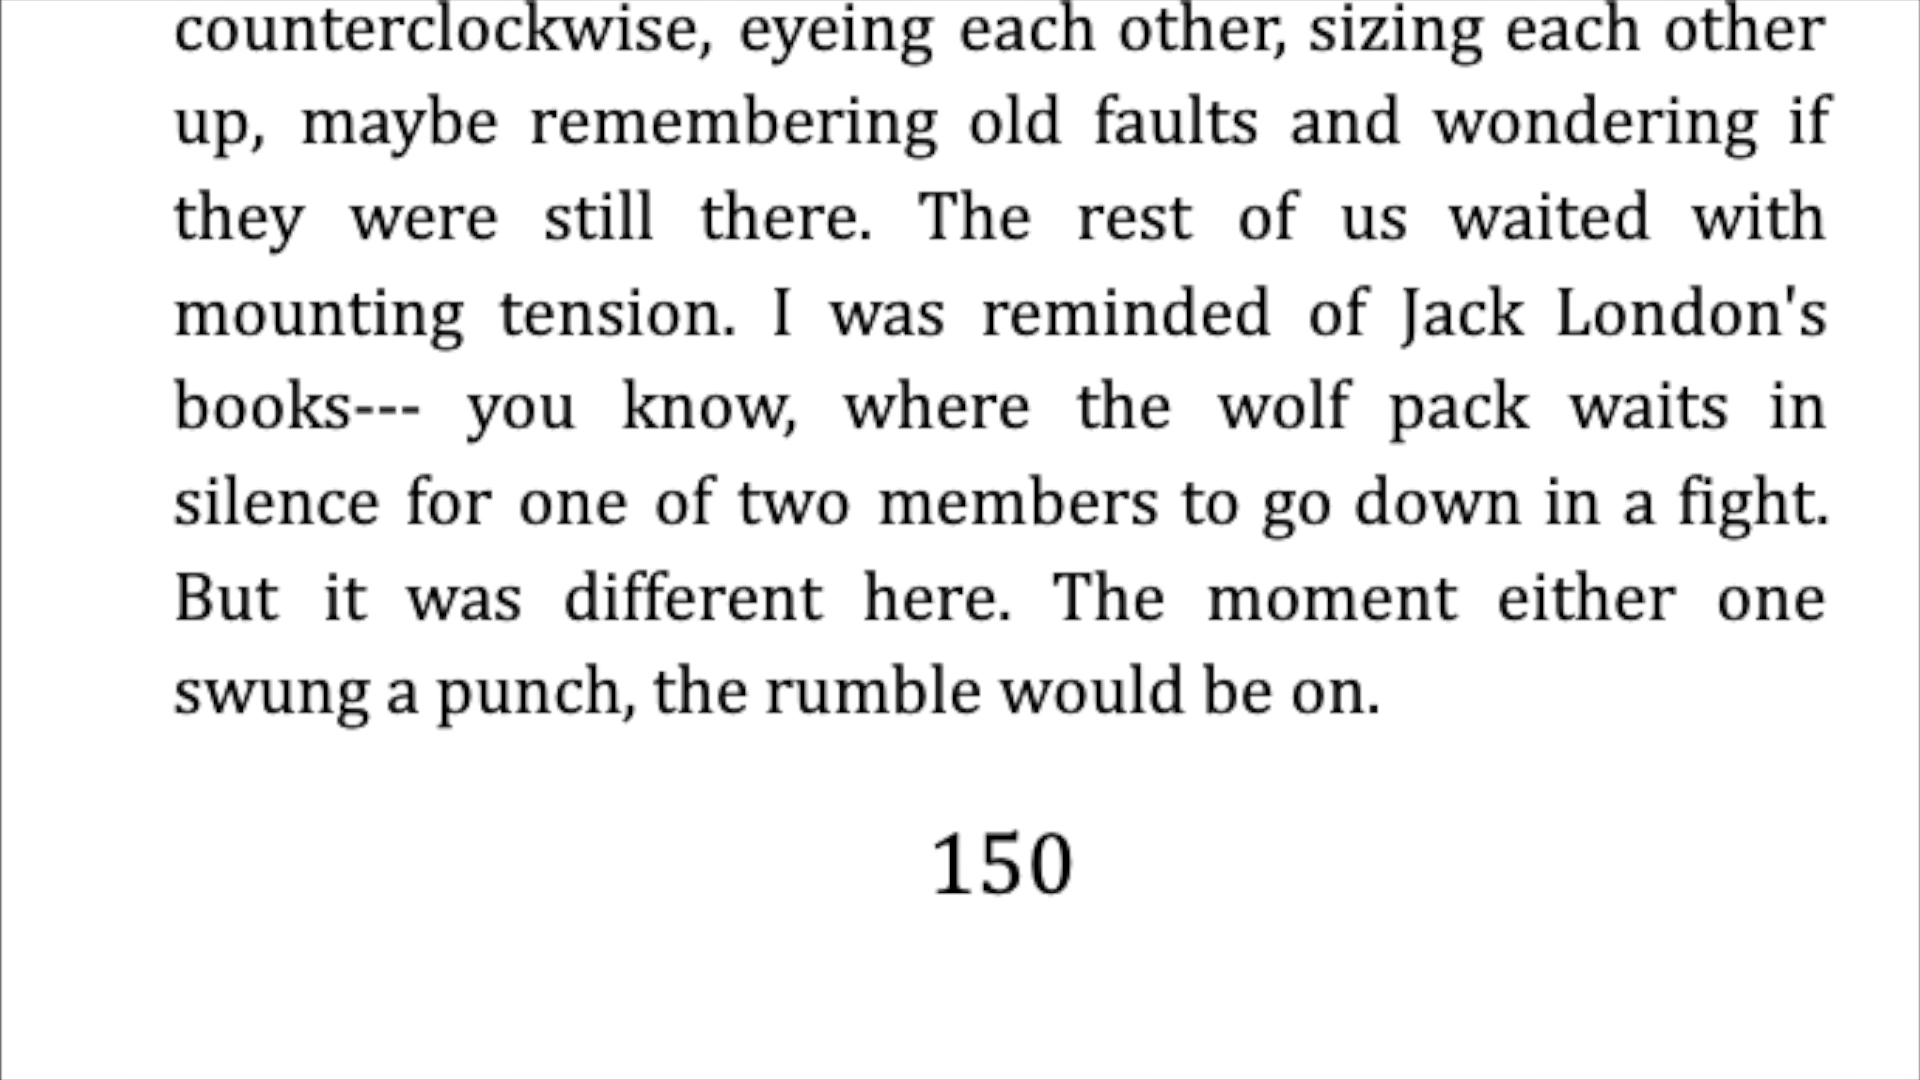 counterclockwise, eyeing each other, sizing each other
up, maybe remembering old faults and wondering if
they were still there. The rest of us waited with
mounting tension. I was reminded of Jack London's
books--- you know, where the wolf pack waits in
silence for one of two members to go down in a fight.
But it was different here. The moment either one
swung a punch, the rumble would be on.
150